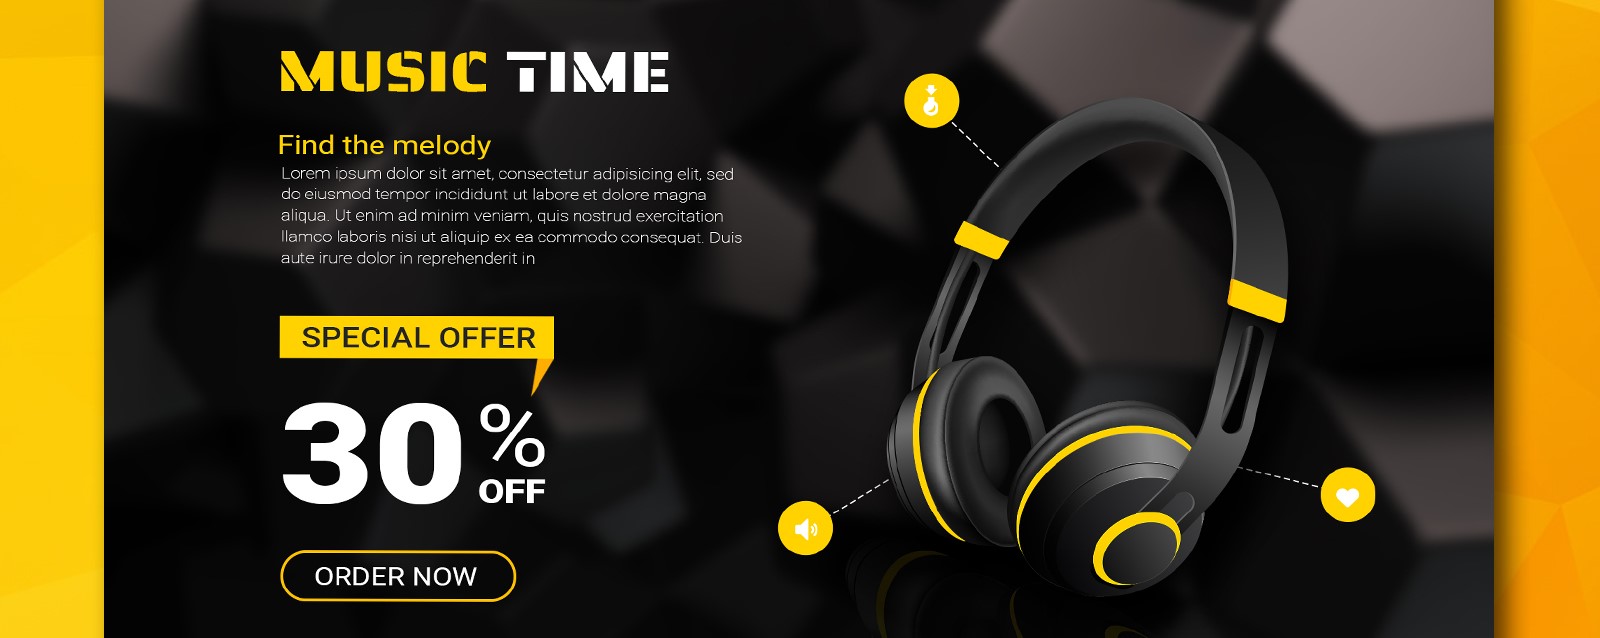 MUSIC TIME
Find the melody
Lorem ipsum dolor sit amet, consectetur adipisicing elit, sed
do eiusmod tempor incididunt ut labore et dolore magna
aliqua. Ut enim ad minim veniam, quis nostrud exercitation
llamco laboris nisi ut aliquip ex ea commodo consequat. Duis
aute irure dolor in reprehenderit in
SPECIAL OFFER
30%
OFF
ORDER NOW